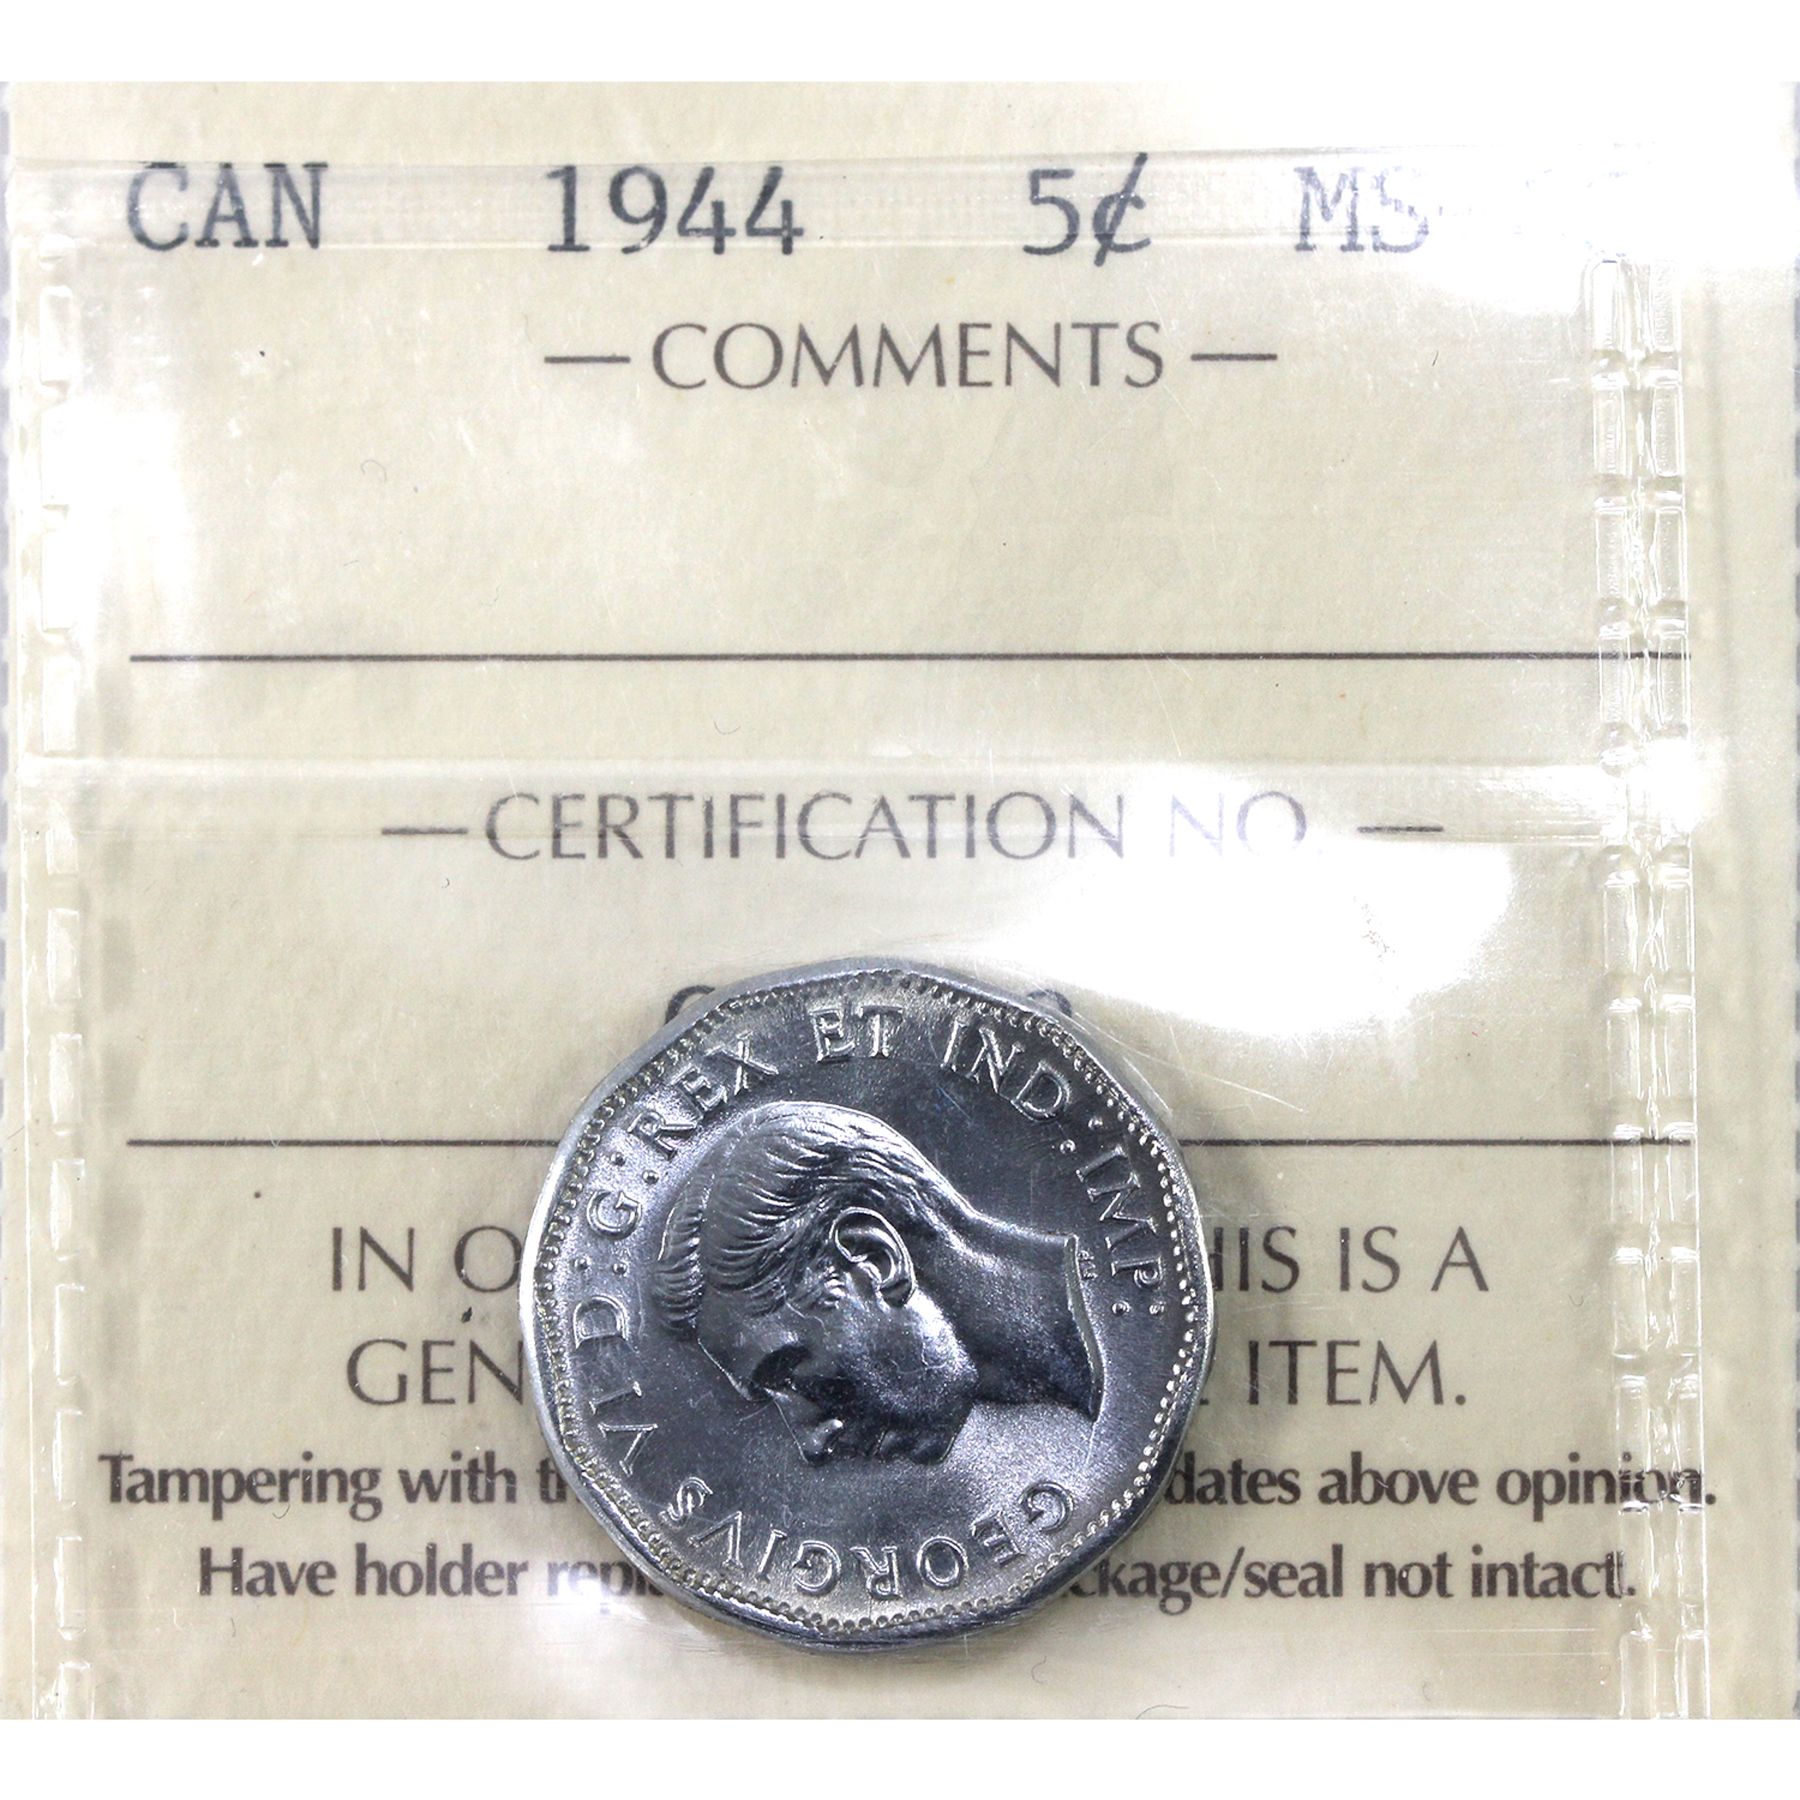 CAN 1944 5¢ MS
— COMMENTS —
— CERTIFICATION NO. —
GEORGIVS VI D:G:REX ET IND:IMP:
IN O HIS IS A
GEN ITEM.
Tampering with dates above opinion.
Have holder ckage/seal not intact.